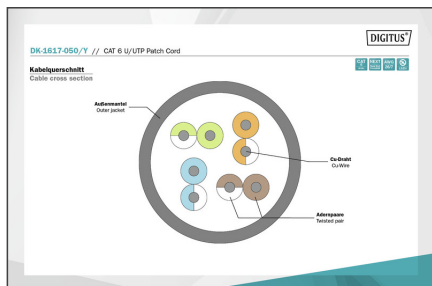 DIGITUS®
DK-1617-050/Y // CAT 6 U/UTP Patch Cord
Kabelquerschnitt
Cable cross section
Außenmantel
Outer jacket
Cu-Draht
Cu-Wire
Adernpaare
Twisted pair